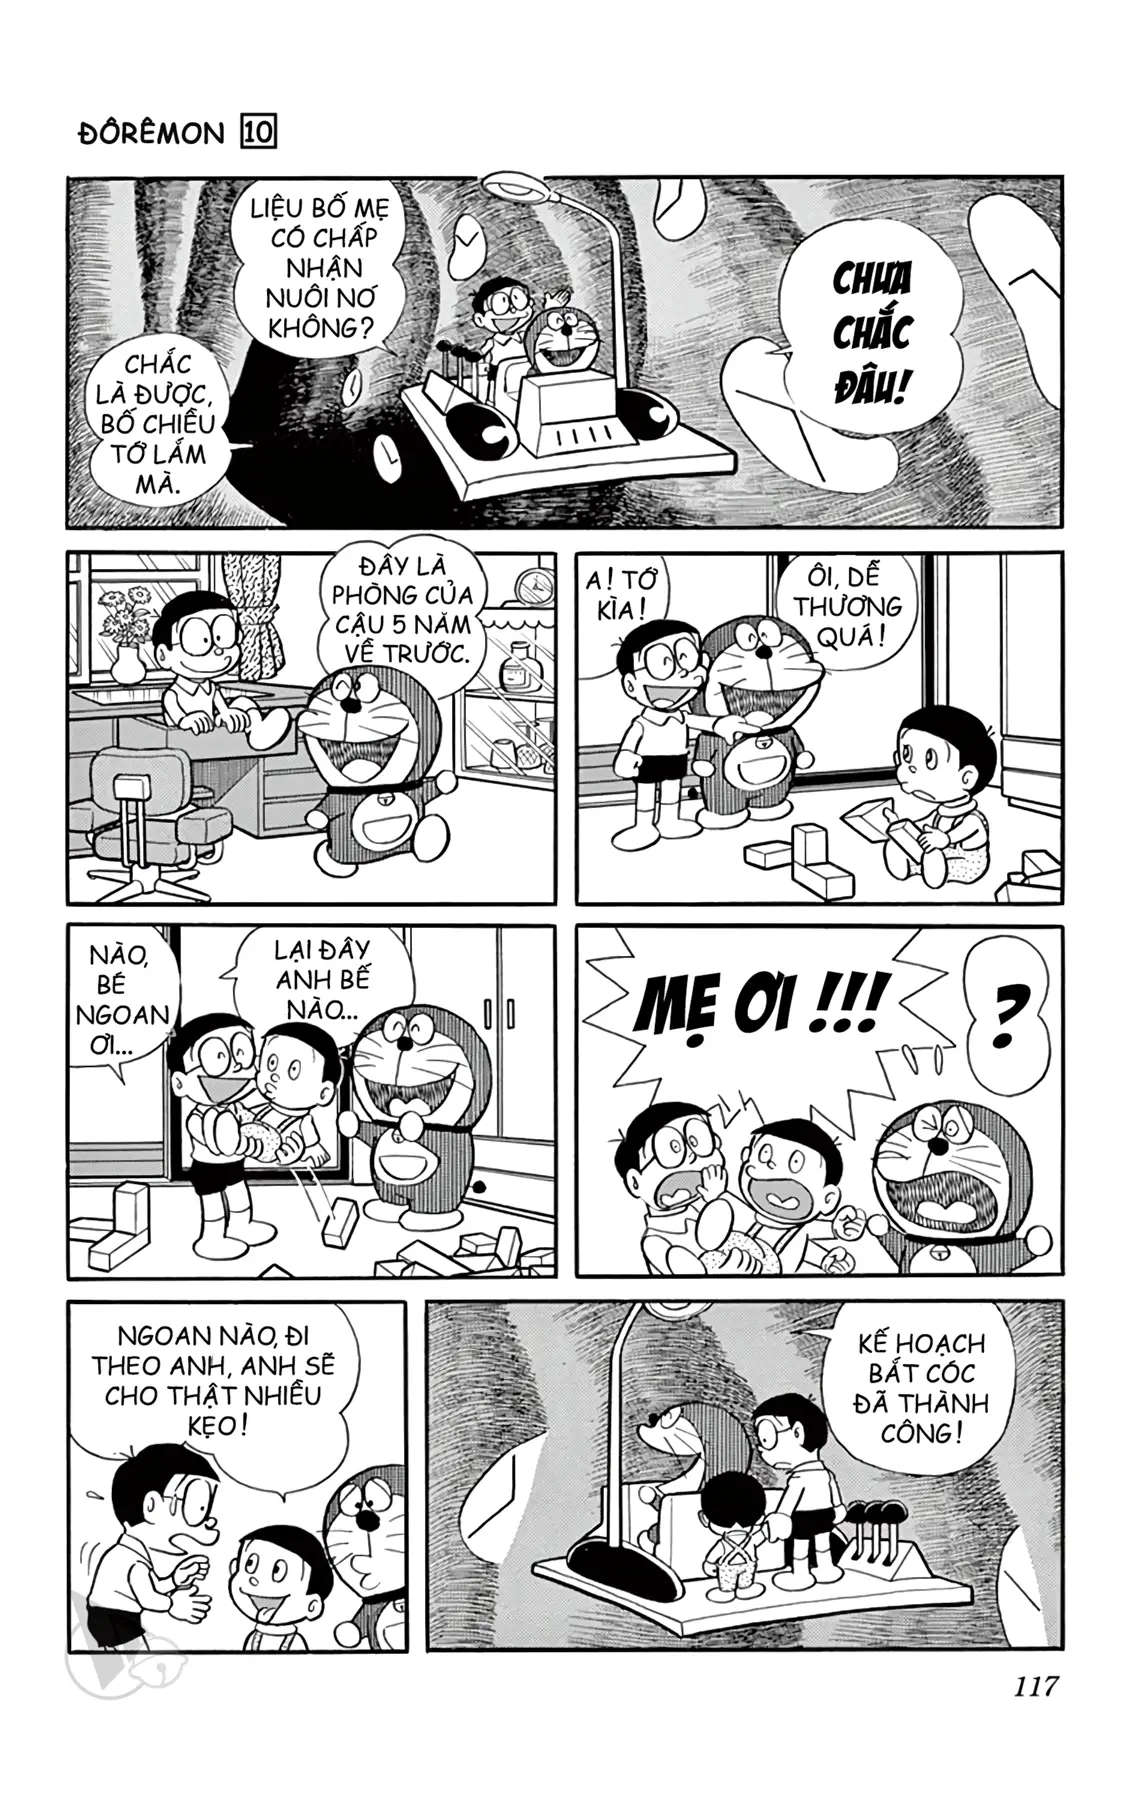 ĐÔRÊMON 10
LIỆU BỐ MẸ
CÓ CHẤP
NHẬN
NUÔI NÓ
KHÔNG?
CHẮC
LÀ ĐƯỢC,
BỐ CHIỀU
TỚ LẮM
MÀ.
CHƯA
CHẮC
ĐÂU!
ĐÂY LÀ
PHÒNG CỦA
CẬU 5 NĂM
VỀ TRƯỚC.
A! TỚ
KÌA!
ÔI, DỄ
THƯƠNG
QUÁ!
NÀO,
BÉ
NGOAN
ƠI...
LẠI ĐÂY
ANH BẾ
NÀO...
MẸ ƠI !!!
?
NGOAN NÀO, ĐI
THEO ANH, ANH SẼ
CHO THẬT NHIỀU
KẸO!
KẾ HOẠCH
BẮT CÓC
ĐÃ THÀNH
CÔNG!
117